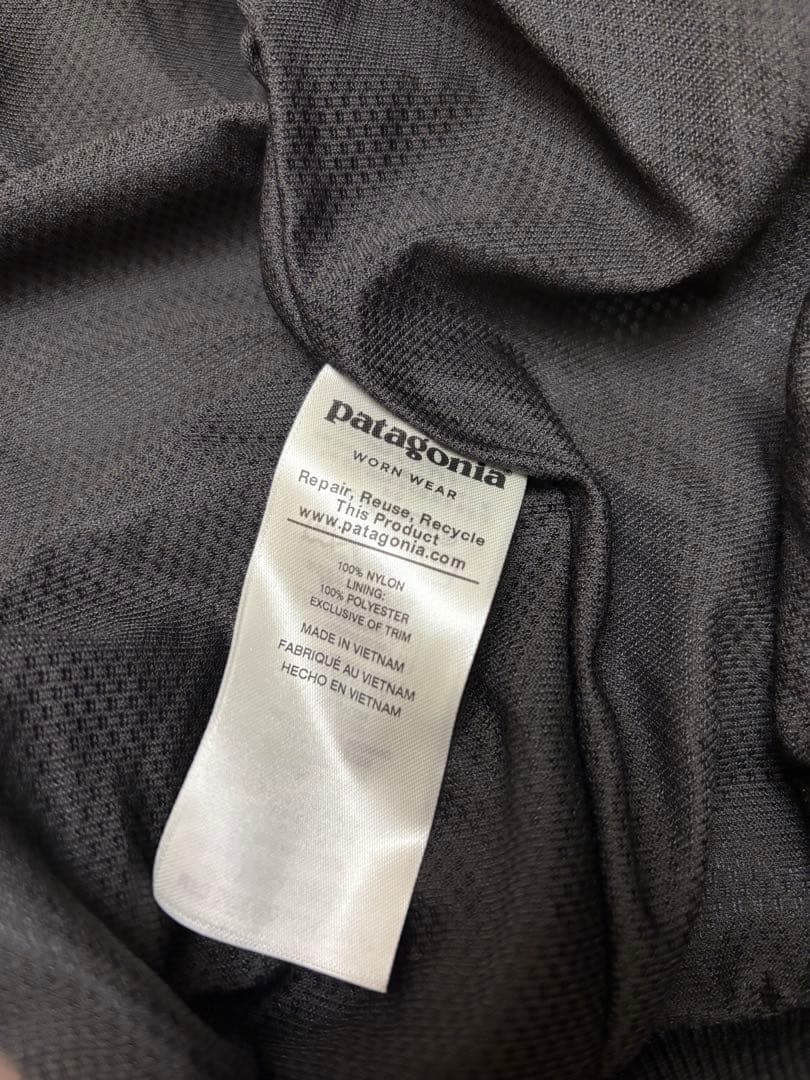 patagonia
WORN WEAR
Repair, Reuse, Recycle
This Product
www.patagonia.com
100% NYLON
LINING:
100% POLYESTER
EXCLUSIVE OF TRIM
MADE IN VIETNAM
FABRIQUÉ AU VIETNAM
HECHO EN VIETNAM